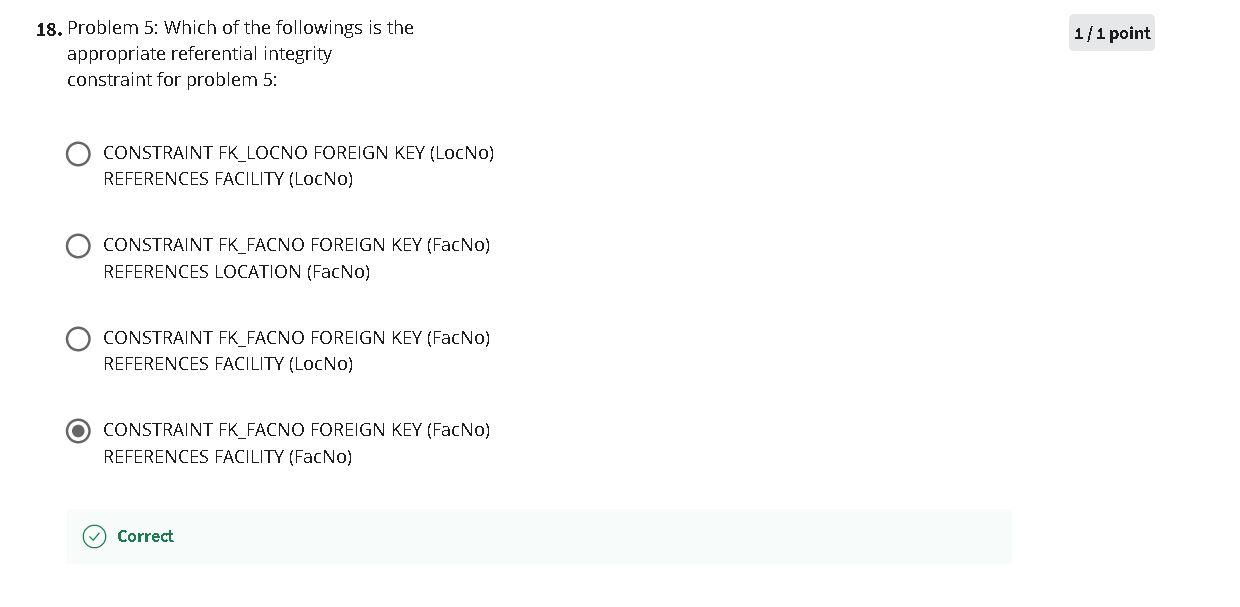 18. Problem 5: Which of the followings is the
1 / 1 point
appropriate referential integrity
constraint for problem 5:
CONSTRAINT FK_LOCNO FOREIGN KEY (LocNo)
REFERENCES FACILITY (LocNo)
CONSTRAINT FK_FACNO FOREIGN KEY (FacNo)
REFERENCES LOCATION (FacNo)
CONSTRAINT FK_FACNO FOREIGN KEY (FacNo)
REFERENCES FACILITY (LocNo)
CONSTRAINT FK_FACNO FOREIGN KEY (FacNo)
REFERENCES FACILITY (FacNo)
Correct